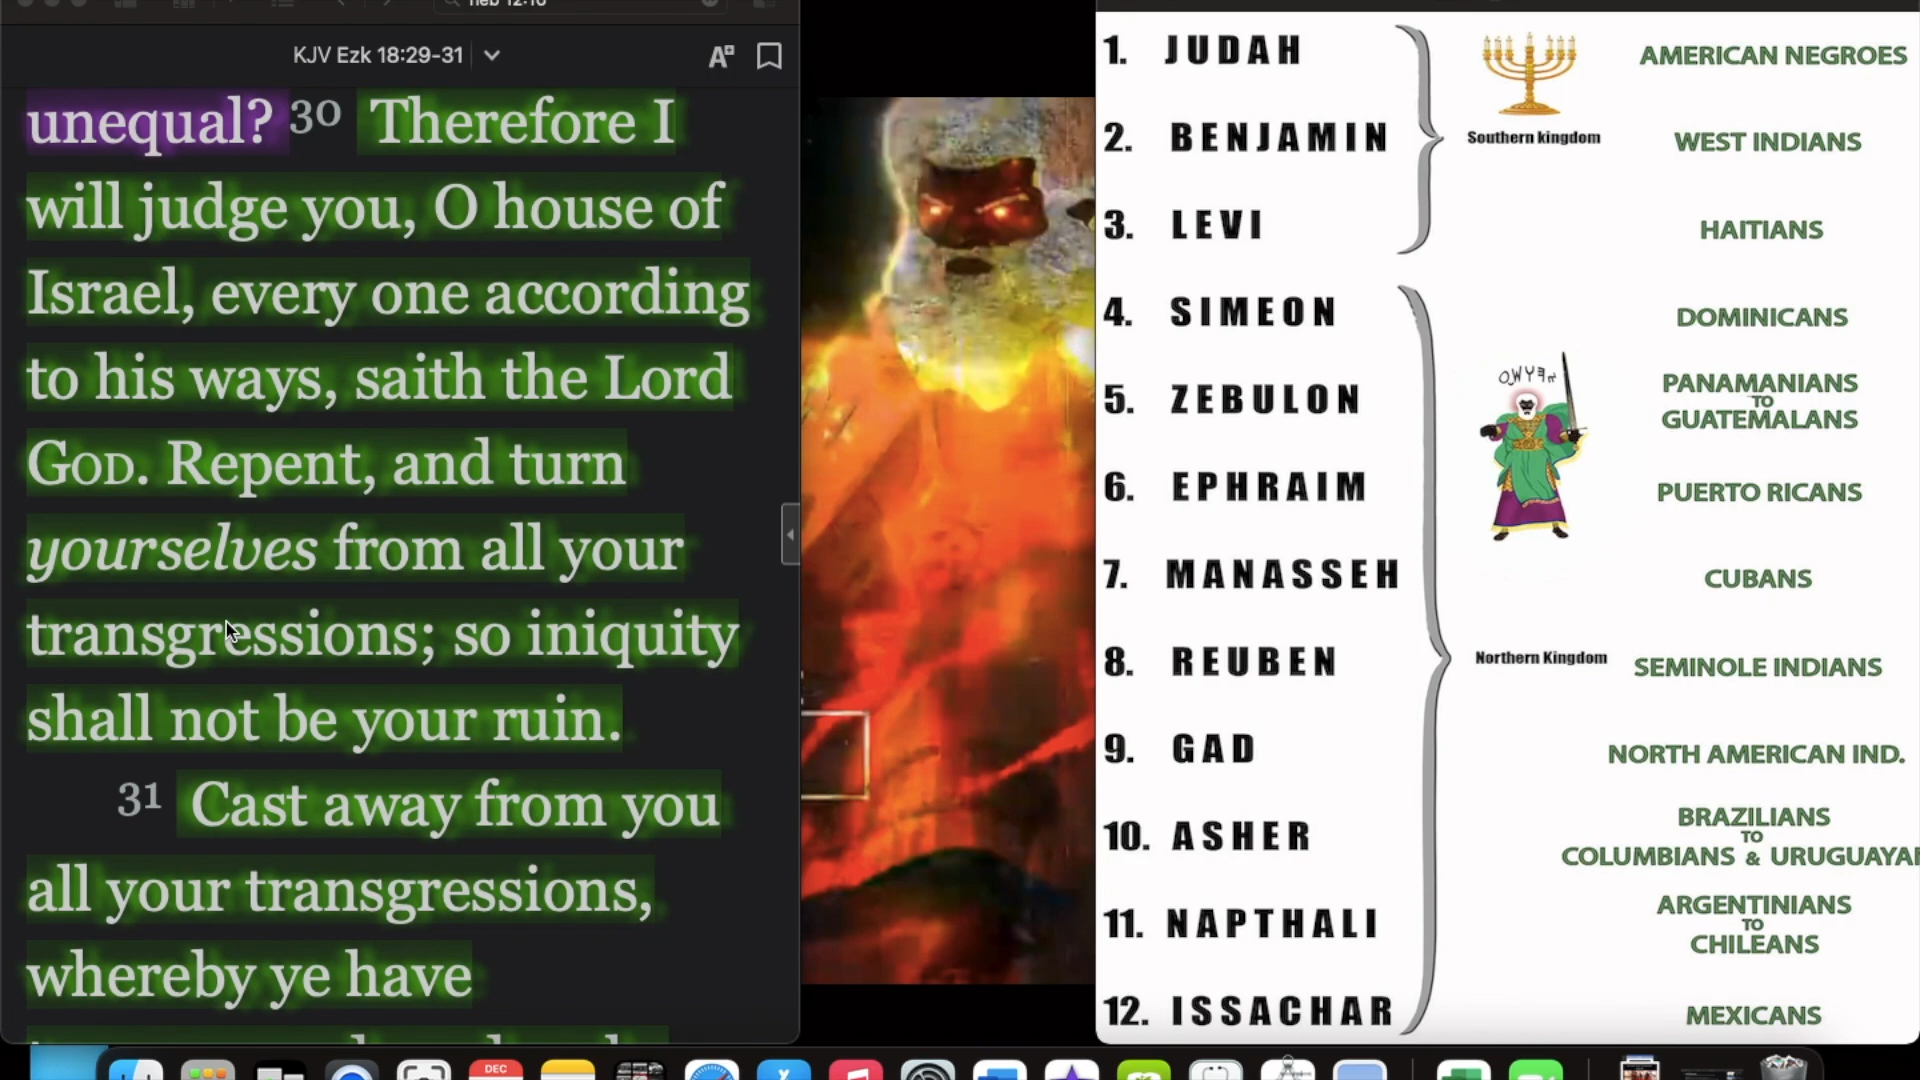 heb 12:16
KJV Ezk 18:29-31
unequal? 30 Therefore I
will judge you, O house of
Israel, every one according
to his ways, saith the Lord
GOD. Repent, and turn
yourselves from all your
transgressions; so iniquity
shall not be your ruin.
31 Cast away from you
all your transgressions,
whereby ye have
1. JUDAH
AMERICAN NEGROES
2. BENJAMIN
Southern kingdom
WEST INDIANS
3. LEVI
HAITIANS
4. SIMEON
DOMINICANS
5. ZEBULON
PANAMANIANS
TO
GUATEMALANS
6. EPHRAIM
PUERTO RICANS
7. MANASSEH
CUBANS
8. REUBEN
Northern Kingdom
SEMINOLE INDIANS
9. GAD
NORTH AMERICAN IND.
10. ASHER
BRAZILIANS
TO
COLUMBIANS & URUGUAYA
11. NAPTHALI
ARGENTINIANS
TO
CHILEANS
12. ISSACHAR
MEXICANS
DEC